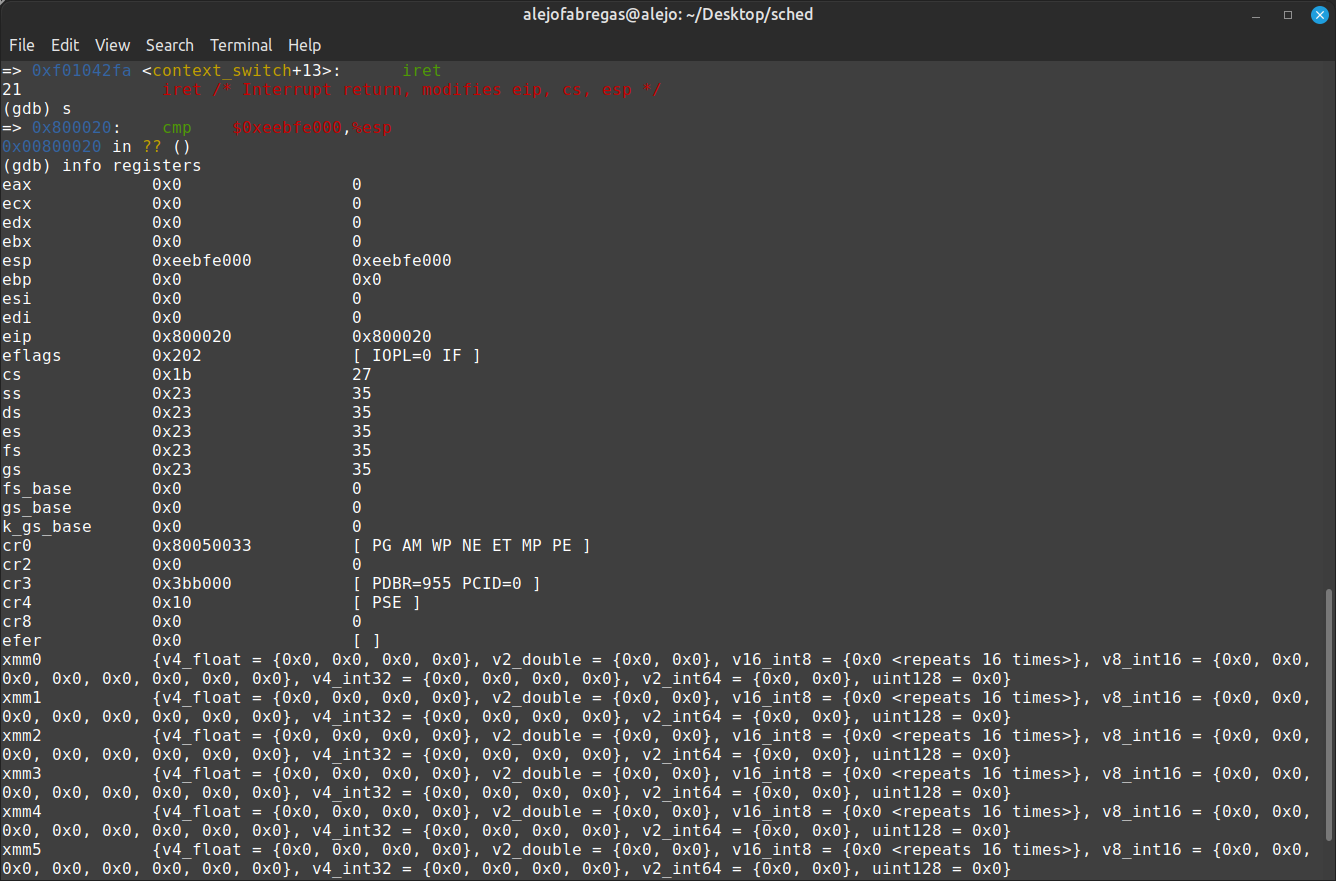 alejofabregas@alejo: ~/Desktop/sched
File Edit View Search Terminal Help
=> 0xf01042fa <context_switch+13>: iret
21 iret /* interrupt return, modifies eip, cs, esp */
(gdb) s
=> 0x800020: cmp $0xeebfe000,%esp
0x00800020 in ?? ()
(gdb) info registers
eax 0x0 0
ecx 0x0 0
edx 0x0 0
ebx 0x0 0
esp 0xeebfe000 0xeebfe000
ebp 0x0 0x0
esi 0x0 0
edi 0x0 0
eip 0x800020 0x800020
eflags 0x202 [ IOPL=0 IF ]
cs 0x1b 27
ss 0x23 35
ds 0x23 35
es 0x23 35
fs 0x23 35
gs 0x23 35
fs_base 0x0 0
gs_base 0x0 0
k_gs_base 0x0 0
cr0 0x80050033 [ PG AM WP NE ET MP PE ]
cr2 0x0 0
cr3 0x3bb000 [ PDBR=955 PCID=0 ]
cr4 0x10 [ PSE ]
cr8 0x0 0
efer 0x0 [ ]
xmm0 {v4_float = {0x0, 0x0, 0x0, 0x0}, v2_double = {0x0, 0x0}, v16_int8 = {0x0 <repeats 16 times>}, v8_int16 = {0x0, 0x0,
0x0, 0x0, 0x0, 0x0, 0x0, 0x0}, v4_int32 = {0x0, 0x0, 0x0, 0x0}, v2_int64 = {0x0, 0x0}, uint128 = 0x0}
xmm1 {v4_float = {0x0, 0x0, 0x0, 0x0}, v2_double = {0x0, 0x0}, v16_int8 = {0x0 <repeats 16 times>}, v8_int16 = {0x0, 0x0,
0x0, 0x0, 0x0, 0x0, 0x0, 0x0}, v4_int32 = {0x0, 0x0, 0x0, 0x0}, v2_int64 = {0x0, 0x0}, uint128 = 0x0}
xmm2 {v4_float = {0x0, 0x0, 0x0, 0x0}, v2_double = {0x0, 0x0}, v16_int8 = {0x0 <repeats 16 times>}, v8_int16 = {0x0, 0x0,
0x0, 0x0, 0x0, 0x0, 0x0, 0x0}, v4_int32 = {0x0, 0x0, 0x0, 0x0}, v2_int64 = {0x0, 0x0}, uint128 = 0x0}
xmm3 {v4_float = {0x0, 0x0, 0x0, 0x0}, v2_double = {0x0, 0x0}, v16_int8 = {0x0 <repeats 16 times>}, v8_int16 = {0x0, 0x0,
0x0, 0x0, 0x0, 0x0, 0x0, 0x0}, v4_int32 = {0x0, 0x0, 0x0, 0x0}, v2_int64 = {0x0, 0x0}, uint128 = 0x0}
xmm4 {v4_float = {0x0, 0x0, 0x0, 0x0}, v2_double = {0x0, 0x0}, v16_int8 = {0x0 <repeats 16 times>}, v8_int16 = {0x0, 0x0,
0x0, 0x0, 0x0, 0x0, 0x0, 0x0}, v4_int32 = {0x0, 0x0, 0x0, 0x0}, v2_int64 = {0x0, 0x0}, uint128 = 0x0}
xmm5 {v4_float = {0x0, 0x0, 0x0, 0x0}, v2_double = {0x0, 0x0}, v16_int8 = {0x0 <repeats 16 times>}, v8_int16 = {0x0, 0x0,
0x0, 0x0, 0x0, 0x0, 0x0, 0x0}, v4_int32 = {0x0, 0x0, 0x0, 0x0}, v2_int64 = {0x0, 0x0}, uint128 = 0x0}